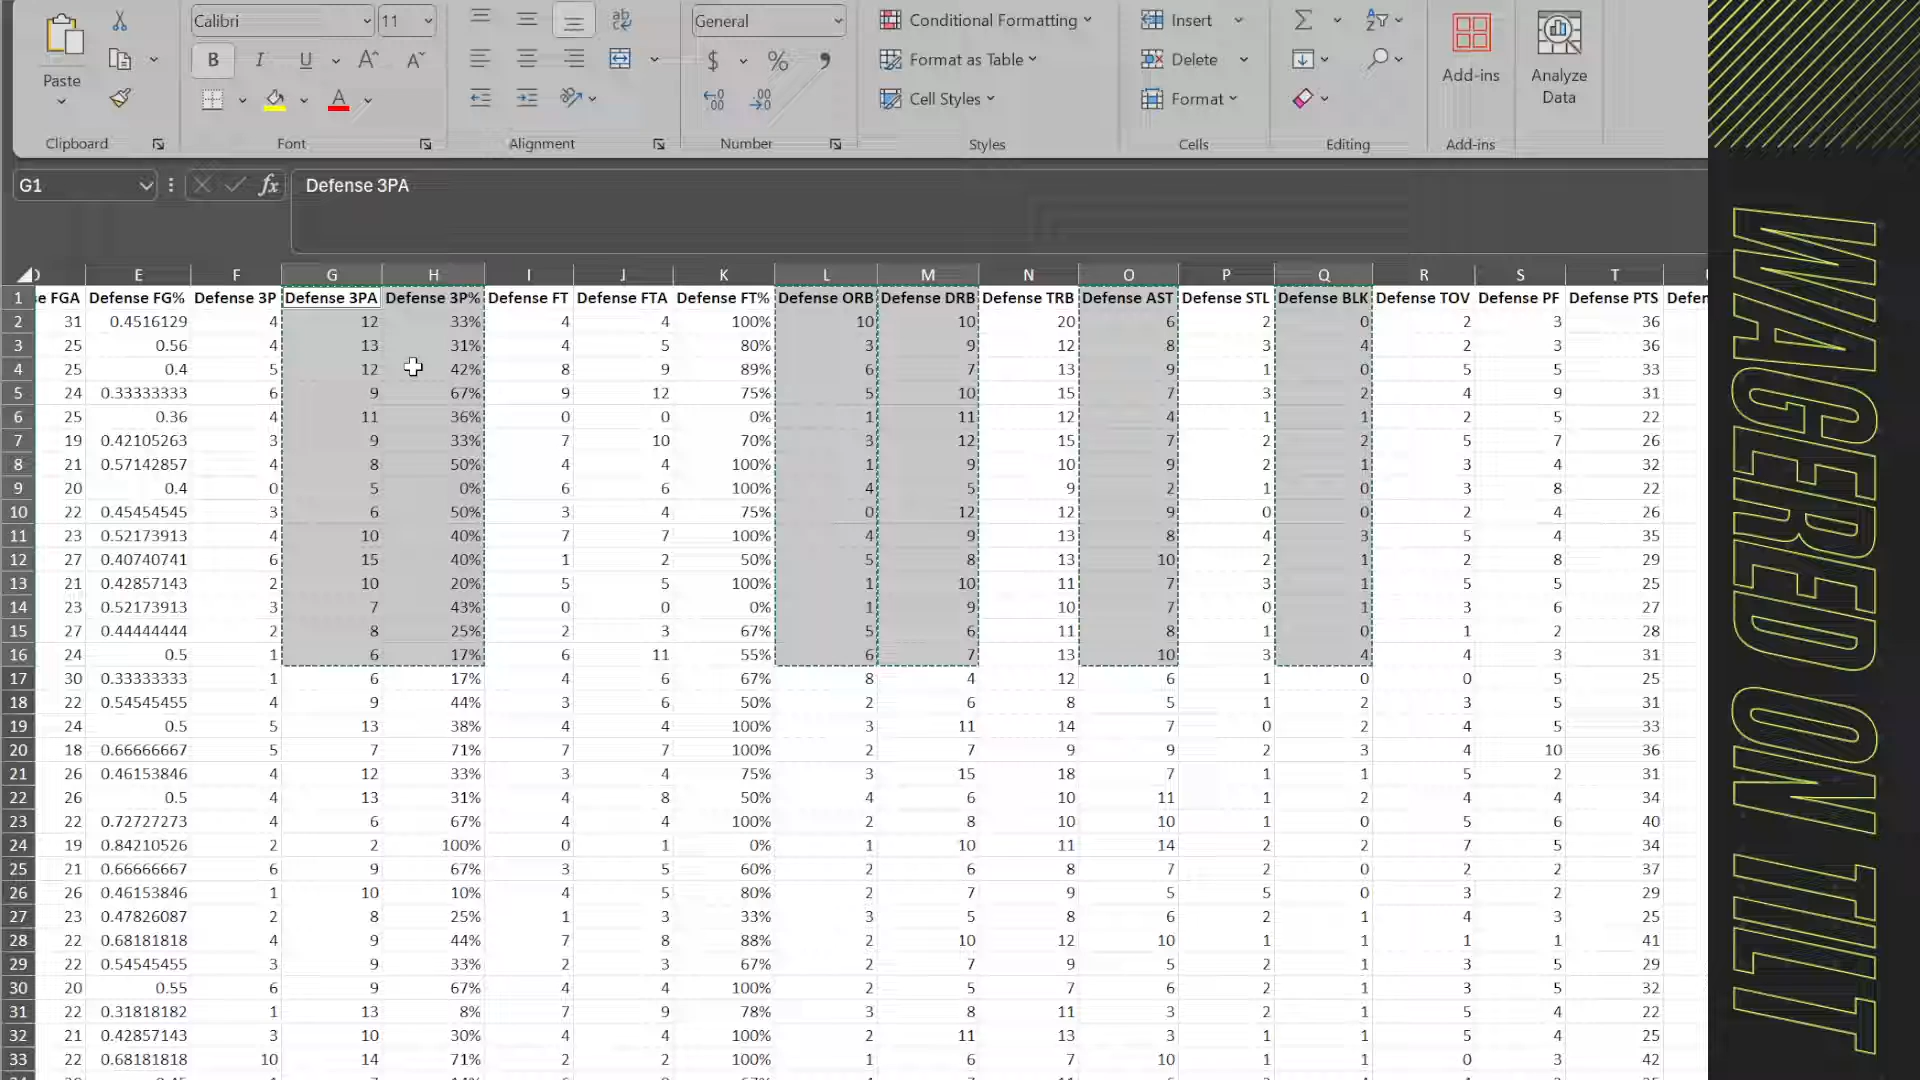 Calibri 11 General Conditional Formatting Insert
Paste B I U Format as Table Delete Add-ins Analyze Data
Cell Styles Format
Clipboard Font Alignment Number Styles Cells Editing Add-ins
G1 fx Defense 3PA
E F G H I J K L M N O P Q R S T
1 e FGA Defense FG% Defense 3P Defense 3PA Defense 3P% Defense FT Defense FTA Defense FT% Defense ORB Defense DRB Defense TRB Defense AST Defense STL Defense BLK Defense TOV Defense PF Defense PTS Defen
2 31 0.4516129 4 12 33% 4 4 100% 10 10 20 6 2 0 2 3 36
3 25 0.56 4 13 31% 4 5 80% 3 9 12 8 3 4 2 3 36
4 25 0.4 5 12 42% 8 9 89% 6 7 13 9 1 0 5 5 33
5 24 0.33333333 6 9 67% 9 12 75% 5 10 15 7 3 2 4 9 31
6 25 0.36 4 11 36% 0 0 0% 1 11 12 4 1 1 2 5 22
7 19 0.42105263 3 9 33% 7 10 70% 3 12 15 7 2 2 5 7 26
8 21 0.57142857 4 8 50% 4 4 100% 1 9 10 9 2 1 3 4 32
9 20 0.4 0 5 0% 6 6 100% 4 5 9 2 1 0 3 8 22
10 22 0.45454545 3 6 50% 3 4 75% 0 12 12 9 0 0 2 4 26
11 23 0.52173913 4 10 40% 7 7 100% 4 9 13 8 4 3 5 4 35
12 27 0.40740741 6 15 40% 1 2 50% 5 8 13 10 2 1 2 8 29
13 21 0.42857143 2 10 20% 5 5 100% 1 10 11 7 3 1 5 5 25
14 23 0.52173913 3 7 43% 0 0 0% 1 9 10 7 0 1 3 6 27
15 27 0.44444444 2 8 25% 2 3 67% 5 6 11 8 1 0 1 2 28
16 24 0.5 1 6 17% 6 11 55% 6 7 13 10 3 4 4 3 31
17 30 0.33333333 1 6 17% 4 6 67% 8 4 12 6 1 0 0 5 25
18 22 0.54545455 4 9 44% 3 6 50% 2 6 8 5 1 2 3 5 31
19 24 0.5 5 13 38% 4 4 100% 3 11 14 7 0 2 4 5 33
20 18 0.66666667 5 7 71% 7 7 100% 2 7 9 9 2 3 4 10 36
21 26 0.46153846 4 12 33% 3 4 75% 3 15 18 7 1 1 5 2 31
22 26 0.5 4 13 31% 4 8 50% 4 6 10 11 1 2 4 4 34
23 22 0.72727273 4 6 67% 4 4 100% 2 8 10 10 1 0 5 6 40
24 19 0.84210526 2 2 100% 0 1 0% 1 10 11 14 2 2 7 5 34
25 21 0.66666667 6 9 67% 3 5 60% 2 6 8 7 2 0 2 2 37
26 26 0.46153846 1 10 10% 4 5 80% 2 7 9 5 5 0 3 2 29
27 23 0.47826087 2 8 25% 1 3 33% 3 5 8 6 2 1 4 3 25
28 22 0.68181818 4 9 44% 7 8 88% 2 10 12 10 1 1 1 1 41
29 22 0.54545455 3 9 33% 2 3 67% 2 7 9 5 2 1 3 5 29
30 20 0.55 6 9 67% 4 4 100% 2 5 7 6 2 1 3 5 32
31 22 0.31818182 1 13 8% 7 9 78% 3 8 11 3 2 1 5 4 22
32 21 0.42857143 3 10 30% 4 4 100% 2 11 13 3 1 1 5 4 25
33 22 0.68181818 10 14 71% 2 2 100% 1 6 7 10 1 1 0 3 42
WAGERED ON TILT